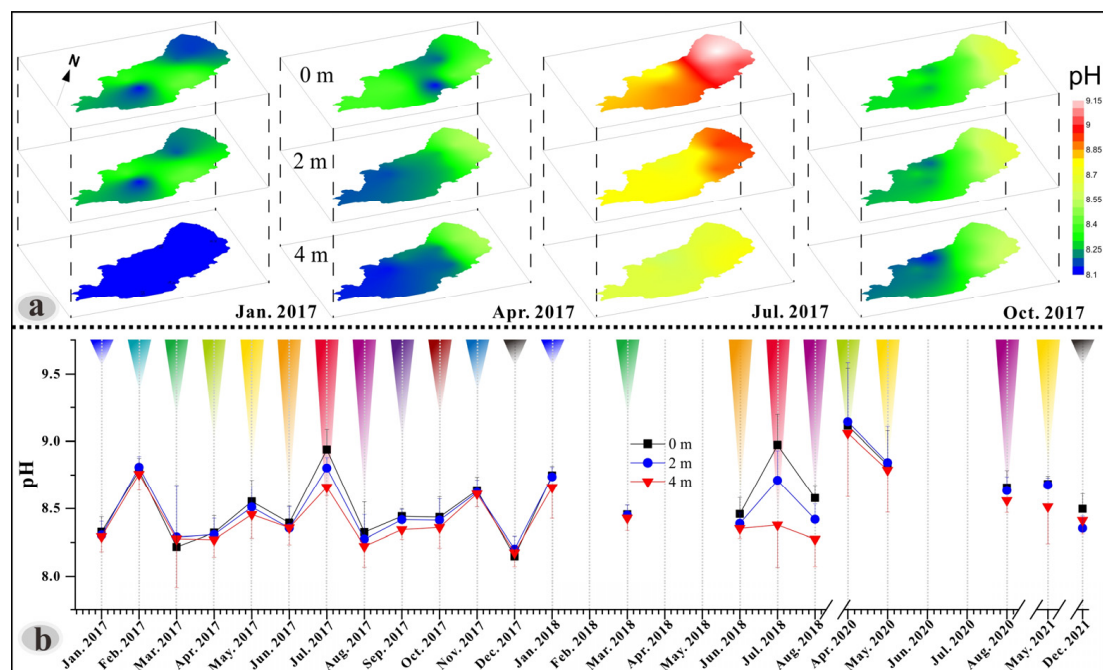 N
0 m
2 m
4 m
pH
9.15
9
8.85
8.7
8.55
8.4
8.25
8.1
a
Jan. 2017
Apr. 2017
Jul. 2017
Oct. 2017
pH
9.5
9.0
8.5
8.0
0 m
2 m
4 m
b
Jan. 2017
Feb. 2017
Mar. 2017
Apr. 2017
May. 2017
Jun. 2017
Jul. 2017
Aug. 2017
Sep. 2017
Oct. 2017
Nov. 2017
Dec. 2017
Jan. 2018
Feb. 2018
Mar. 2018
Apr. 2018
May. 2018
Jun. 2018
Jul. 2018
Aug. 2018
Apr. 2020
May. 2020
Jun. 2020
Jul. 2020
Aug. 2020
May. 2021
Dec. 2021